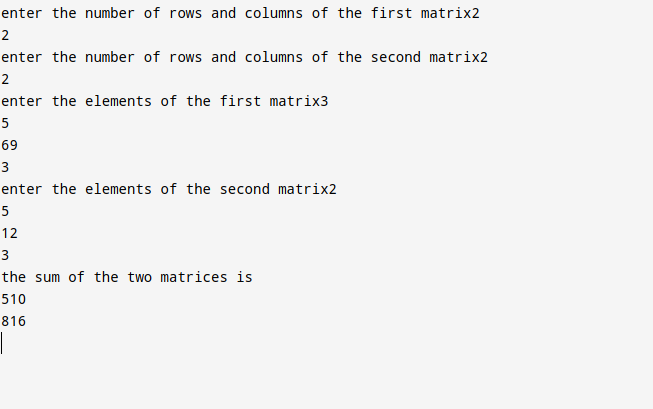 enter the number of rows and columns of the first matrix2
2
enter the number of rows and columns of the second matrix2
2
enter the elements of the first matrix3
5
69
3
enter the elements of the second matrix2
5
12
3
the sum of the two matrices is
510
816